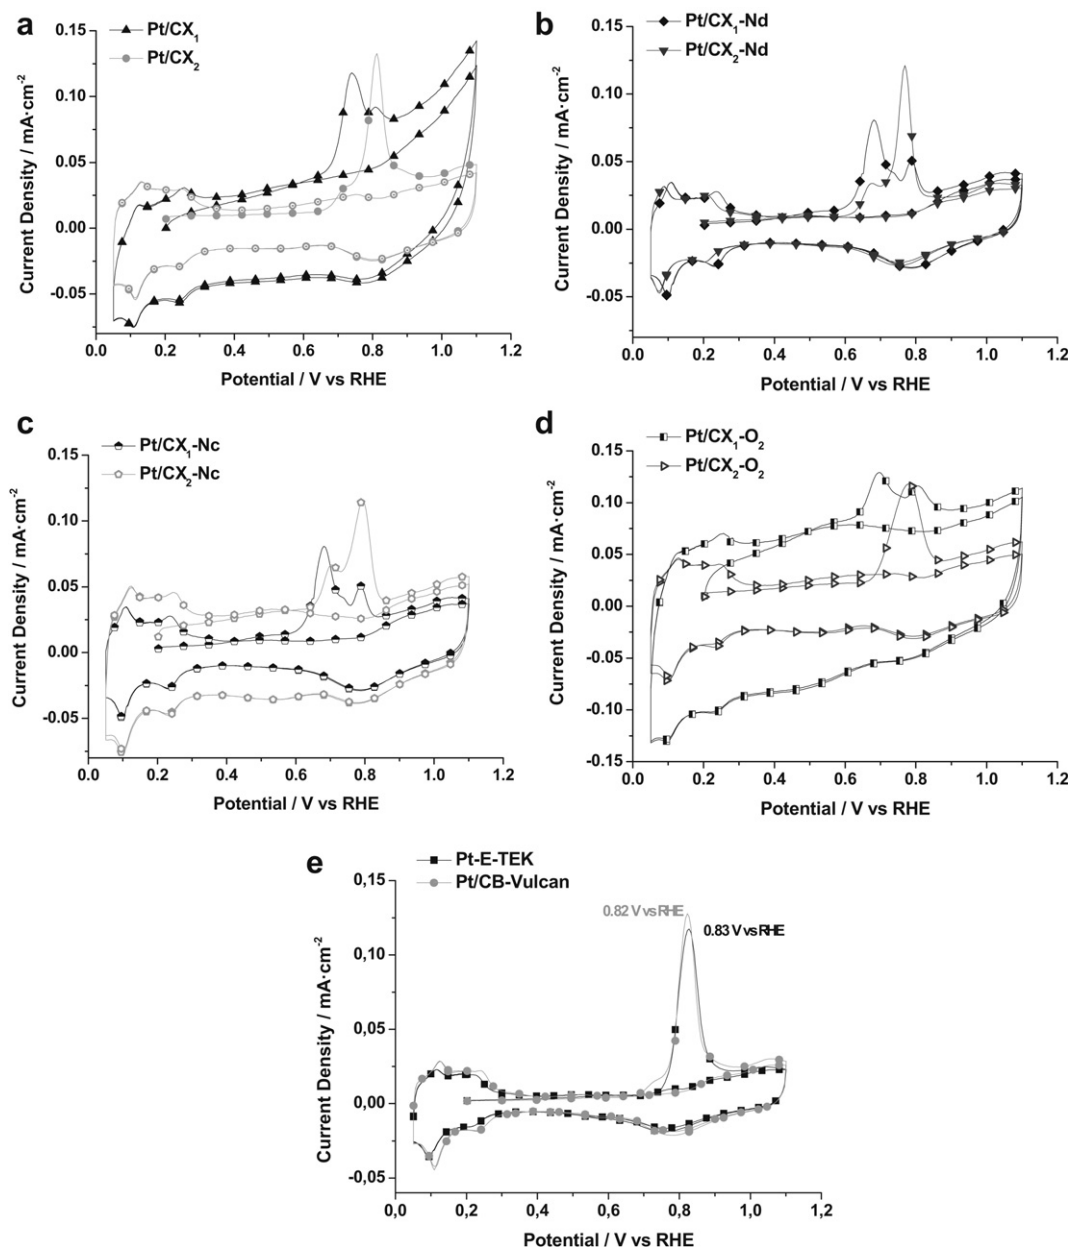 a
Pt/CX1
Pt/CX2
Current Density / mA·cm-2
0.15
0.10
0.05
0.00
-0.05
0.0 0.2 0.4 0.6 0.8 1.0 1.2
Potential / V vs RHE
b
Pt/CX1-Nd
Pt/CX2-Nd
Current Density / mA·cm-2
0.15
0.10
0.05
0.00
-0.05
0.0 0.2 0.4 0.6 0.8 1.0 1.2
Potential / V vs RHE
c
Pt/CX1-Nc
Pt/CX2-Nc
Current Density / mA·cm-2
0.15
0.10
0.05
0.00
-0.05
0.0 0.2 0.4 0.6 0.8 1.0 1.2
Potential / V vs RHE
d
Pt/CX1-O2
Pt/CX2-O2
Current Density / mA·cm-2
0.15
0.10
0.05
0.00
-0.05
-0.10
-0.15
0.0 0.2 0.4 0.6 0.8 1.0 1.2
Potential / V vs RHE
e
Pt-E-TEK
Pt/CB-Vulcan
Current Density / mA·cm-2
0,15
0,10
0,05
0,00
-0,05
0.82 V vs RHE
0.83 V vs RHE
0,0 0,2 0,4 0,6 0,8 1,0 1,2
Potential / V vs RHE